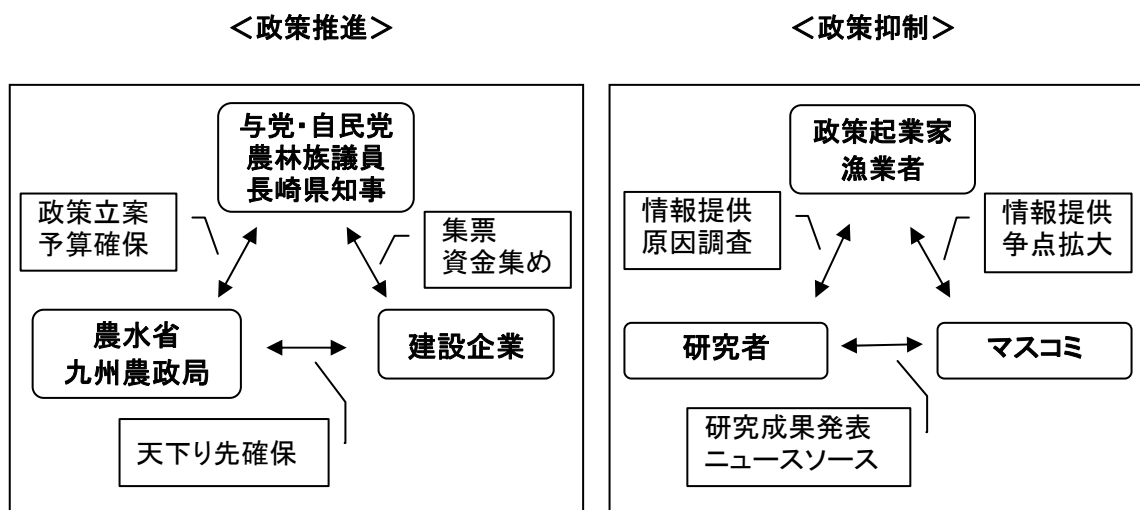 ＜政策推進＞
与党・自民党
農林族議員
長崎県知事
政策立案
予算確保
集票
資金集め
農水省
九州農政局
建設企業
天下り先確保
＜政策抑制＞
政策起業家
漁業者
情報提供
原因調査
情報提供
争点拡大
研究者
マスコミ
研究成果発表
ニュースソース